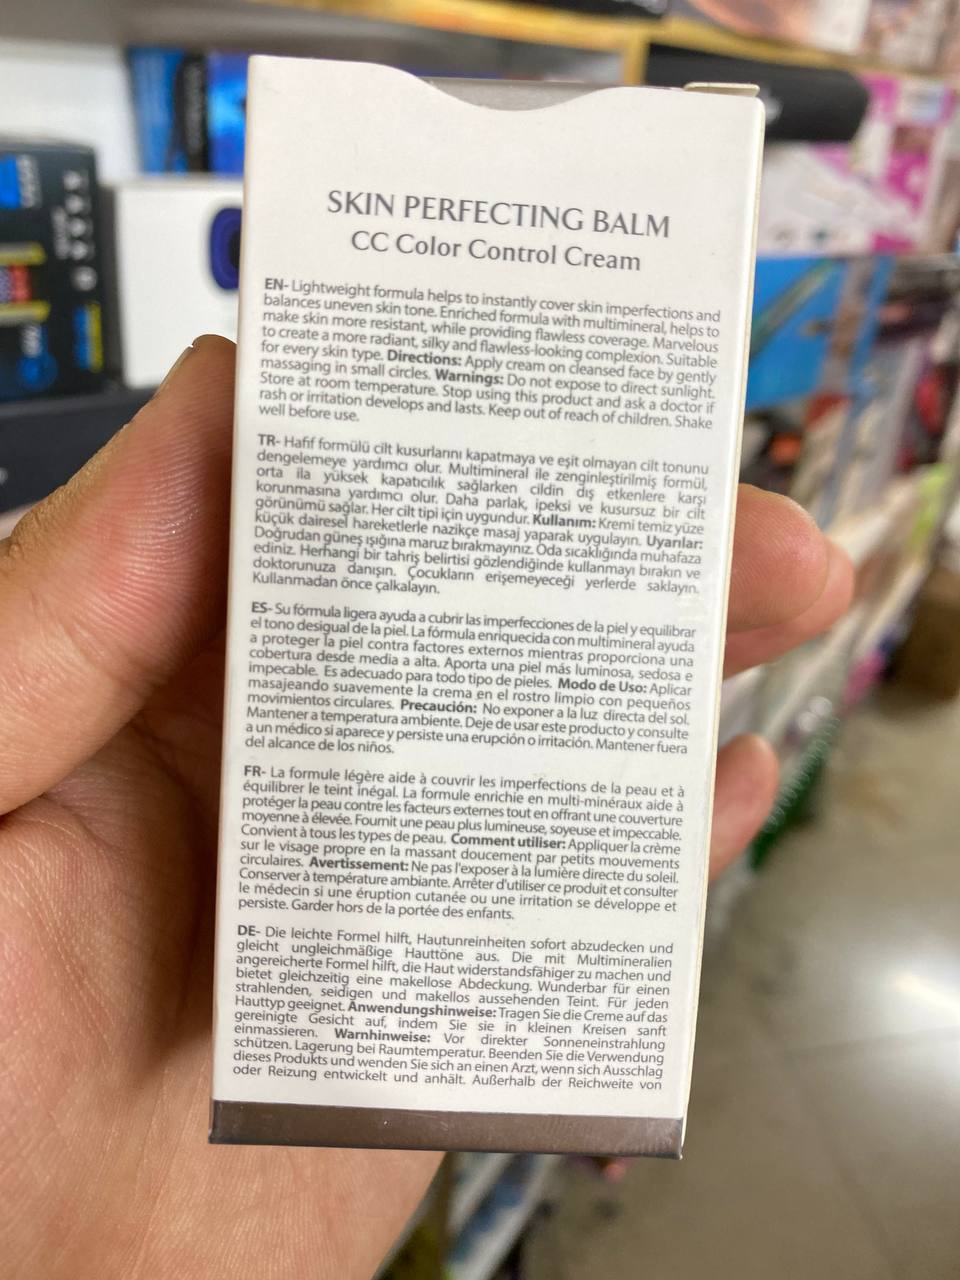 SKIN PERFECTING BALM
CC Color Control Cream
EN- Lightweight formula helps to instantly cover skin imperfections and
balances uneven skin tone. Enriched formula with multimineral, helps to
make skin more resistant, while providing flawless coverage. Marvelous
to create a more radiant, silky and flawless-looking complexion. Suitable
for every skin type. Directions: Apply cream on cleansed face by gently
massaging in small circles. Warnings: Do not expose to direct sunlight.
Store at room temperature. Stop using this product and ask a doctor if
rash or irritation develops and lasts. Keep out of reach of children. Shake
well before use.
TR- Hafif formülü cilt kusurlarını kapatmaya ve eşit olmayan cilt tonunu
dengelemeye yardımcı olur. Multimineral ile zenginleştirilmiş formül,
orta ila yüksek kapatıcılık sağlarken cildin dış etkenlere karşı
korunmasına yardımcı olur. Daha parlak, ipeksi ve kusursuz bir cilt
görünümü sağlar. Her cilt tipi için uygundur. Kullanım: Kremi temiz yüze
küçük dairesel hareketlerle nazikçe masaj yaparak uygulayın. Uyarılar:
Doğrudan güneş ışığına maruz bırakmayınız. Oda sıcaklığında muhafaza
ediniz. Herhangi bir tahriş belirtisi gözlendiğinde kullanmayı bırakın ve
doktorunuza danışın. Çocukların erişemeyeceği yerlerde saklayın.
Kullanmadan önce çalkalayın.
ES- Su fórmula ligera ayuda a cubrir las imperfecciones de la piel y equilibrar
el tono desigual de la piel. La fórmula enriquecida con multimineral ayuda
a proteger la piel contra factores externos mientras proporciona una
cobertura desde media a alta. Aporta una piel más luminosa, sedosa e
impecable. Es adecuado para todo tipo de pieles. Modo de Uso: Aplicar
masajeando suavemente la crema en el rostro limpio con pequeños
movimientos circulares. Precaución: No exponer a la luz directa del sol.
Mantener a temperatura ambiente. Deje de usar este producto y consulte
a un médico si aparece y persiste una erupción o irritación. Mantener fuera
del alcance de los niños.
FR- La formule légère aide à couvrir les imperfections de la peau et à
équilibrer le teint inégal. La formule enrichie en multi-minéraux aide à
protéger la peau contre les facteurs externes tout en offrant une couverture
moyenne à élevée. Fournit une peau plus lumineuse, soyeuse et impeccable.
Convient à tous les types de peau. Comment utiliser: Appliquer la crème
sur le visage propre en la massant doucement par petits mouvements
circulaires. Avertissement: Ne pas l'exposer à la lumière directe du soleil.
Conserver à température ambiante. Arrêter d'utiliser ce produit et consulter
le médecin si une éruption cutanée ou une irritation se développe et
persiste. Garder hors de la portée des enfants.
DE- Die leichte Formel hilft, Hautunreinheiten sofort abzudecken und
gleicht ungleichmäßige Hauttöne aus. Die mit Multimineralien
angereicherte Formel hilft, die Haut widerstandsfähiger zu machen und
bietet gleichzeitig eine makellose Abdeckung. Wunderbar für einen
strahlenden, seidigen und makellos aussehenden Teint. Für jeden
Hauttyp geeignet. Anwendungshinweise: Tragen Sie die Creme auf das
gereinigte Gesicht auf, indem Sie sie in kleinen Kreisen sanft
einmassieren. Warnhinweise: Vor direkter Sonneneinstrahlung
schützen. Lagerung bei Raumtemperatur. Beenden Sie die Verwendung
dieses Produkts und wenden Sie sich an einen Arzt, wenn sich Ausschlag
oder Reizung entwickelt und anhält. Außerhalb der Reichweite von